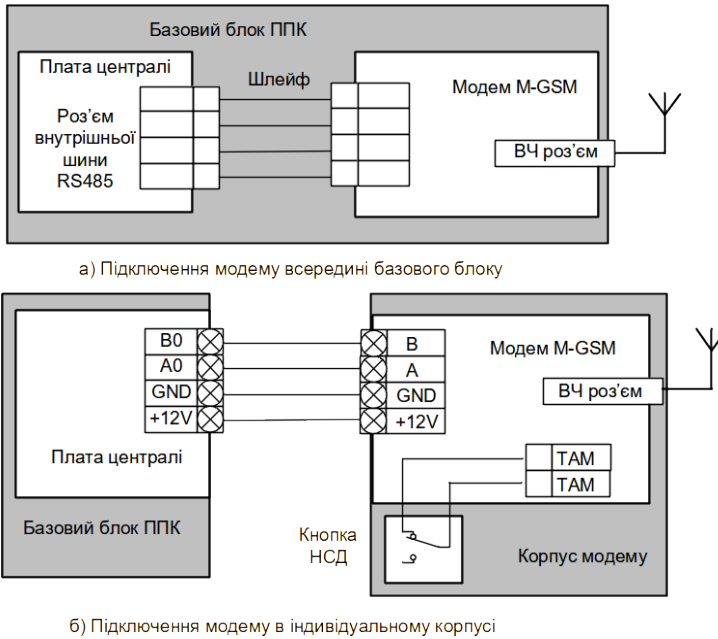 Базовий блок ППК
Плата централі
Шлейф
Модем M-GSM
Роз'єм
внутрішньої
шини
RS485
ВЧ роз'єм
а) Підключення модему всередині базового блоку
B0
A0
GND
+12V
B
A
GND
+12V
Модем M-GSM
ВЧ роз'єм
Плата централі
TAM
TAM
Базовий блок ППК
Кнопка
НСД
Корпус модему
б) Підключення модему в індивідуальному корпусі